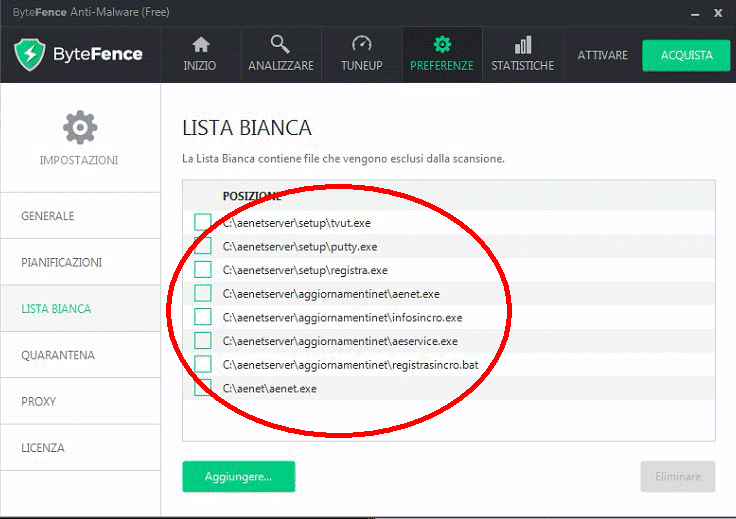 ByteFence Anti-Malware (Free)
ByteFence
INIZIO
ANALIZZARE
TUNEUP
PREFERENZE
STATISTICHE
ATTIVARE
ACQUISTA
IMPOSTAZIONI
GENERALE
PIANIFICAZIONI
LISTA BIANCA
QUARANTENA
PROXY
LICENZA
LISTA BIANCA
La Lista Bianca contiene file che vengono esclusi dalla scansione.
POSIZIONE
C:\aenetserver\setup\tvut.exe
C:\aenetserver\setup\putty.exe
C:\aenetserver\setup\registra.exe
C:\aenetserver\aggiornamentinet\aenet.exe
C:\aenetserver\aggiornamentinet\infosincro.exe
C:\aenetserver\aggiornamentinet\aeservice.exe
C:\aenetserver\aggiornamentinet\registrasincro.bat
C:\aenet\aenet.exe
Aggiungere...
Eliminare